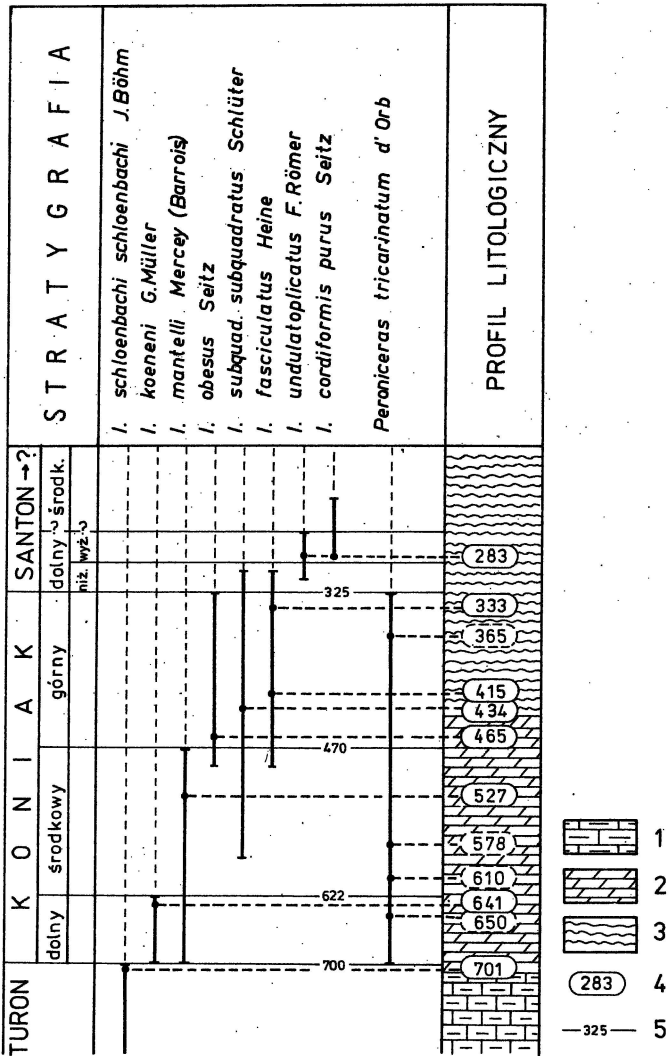 STRATYGRAFIA
I. schloenbachi schloenbachi J.Böhm
I. koeneni G.Müller
I. mantelli Mercey (Barrois)
I. obesus Seitz
I. subquad. subquadratus Schlüter
I. fasciculatus Heine
I. undulatoplicatus F. Römer
I. cordiformis purus Seitz
Peroniceras tricarinatum d'Orb
PROFIL LITOLOGICZNY
SANTON→?
środk.
dolny ?
wyż.?
niż.
KONIAK
górny
środkowy
dolny
TURON
283
325
333
365
415
434
465
470
527
578
610
622
641
650
700
701
1
2
3
283 4
325 5